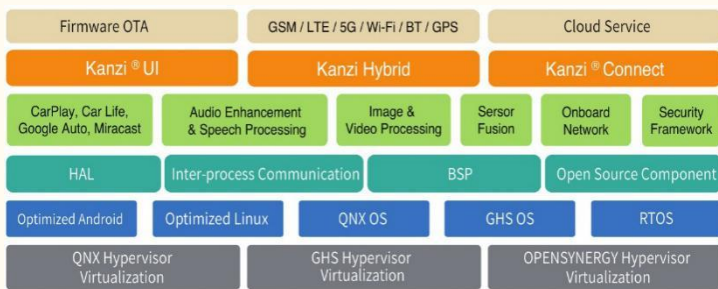 Firmware OTA
GSM / LTE / 5G / Wi-Fi / BT / GPS
Cloud Service
Kanzi ® UI
Kanzi Hybrid
Kanzi ® Connect
CarPlay, Car Life,
Google Auto, Miracast
Audio Enhancement
& Speech Processing
Image &
Video Processing
Sersor
Fusion
Onboard
Network
Security
Framework
HAL
Inter-process Communication
BSP
Open Source Component
Optimized Android
Optimized Linux
QNX OS
GHS OS
RTOS
QNX Hypervisor
Virtualization
GHS Hypervisor
Virtualization
OPENSYNERGY Hypervisor
Virtualization